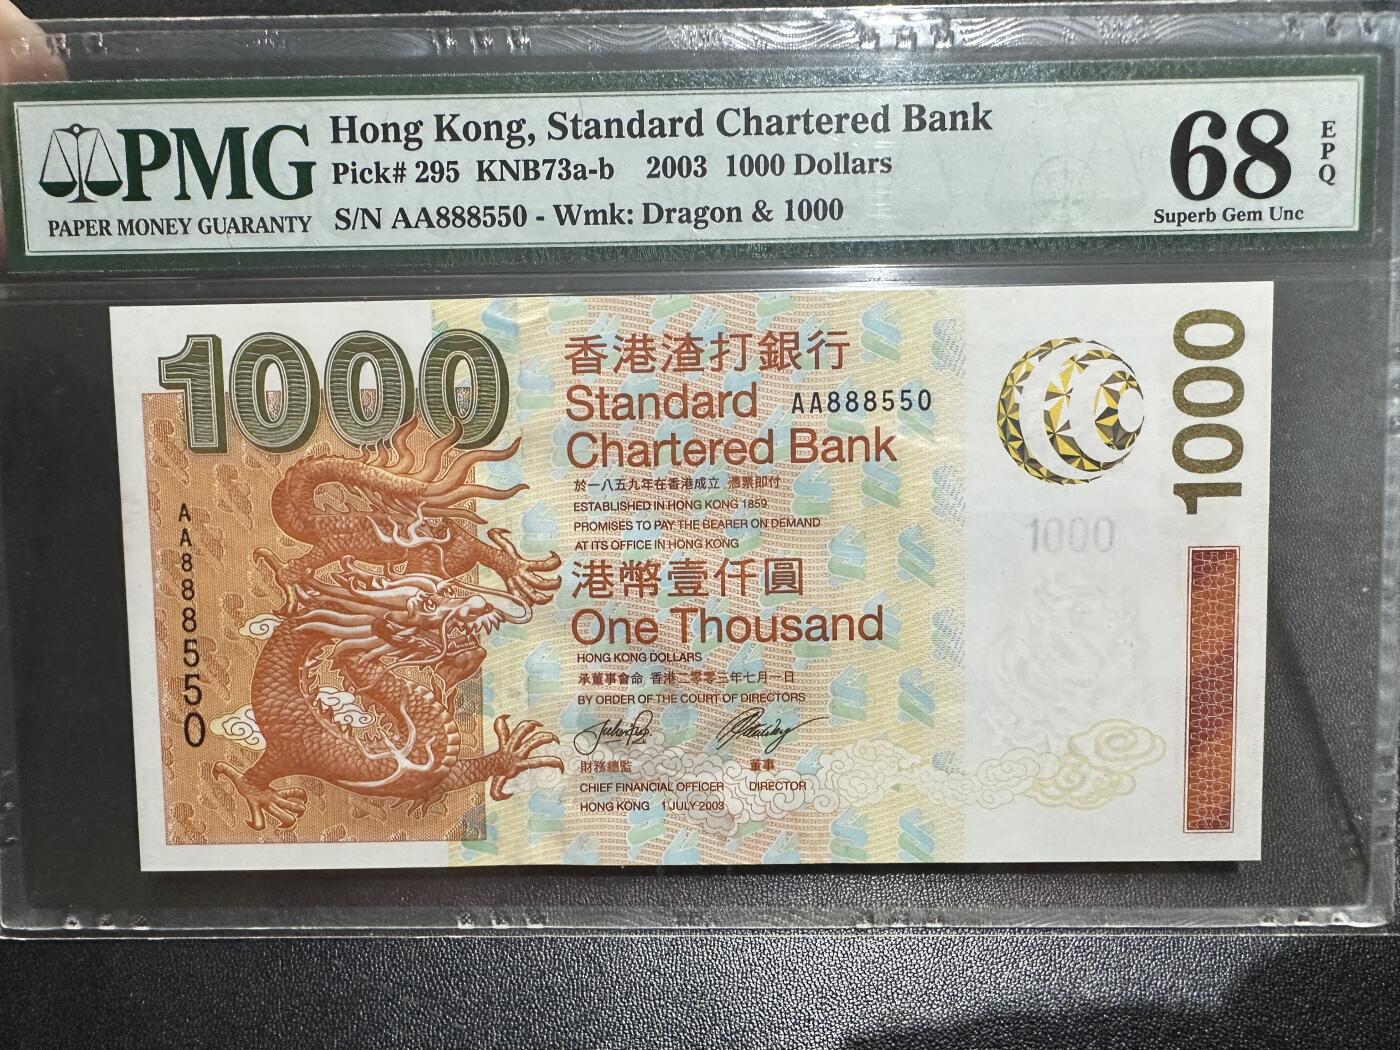 PMG
PAPER MONEY GUARANTY
Hong Kong, Standard Chartered Bank
Pick# 295 KNB73a-b 2003 1000 Dollars
S/N AA888550 - Wmk: Dragon & 1000
68
EPQ
Superb Gem Unc
1000
香港渣打銀行
Standard
AA888550
Chartered Bank
於一八五九年在香港成立 憑票即付
ESTABLISHED IN HONG KONG 1859
PROMISES TO PAY THE BEARER ON DEMAND
AT ITS OFFICE IN HONG KONG
港幣壹仟圓
One Thousand
HONG KONG DOLLARS
承董事會命 香港二零零三年七月一日
BY ORDER OF THE COURT OF DIRECTORS
財務總監 董事
CHIEF FINANCIAL OFFICER DIRECTOR
HONG KONG 1 JULY 2003
AA888550
1000
1000